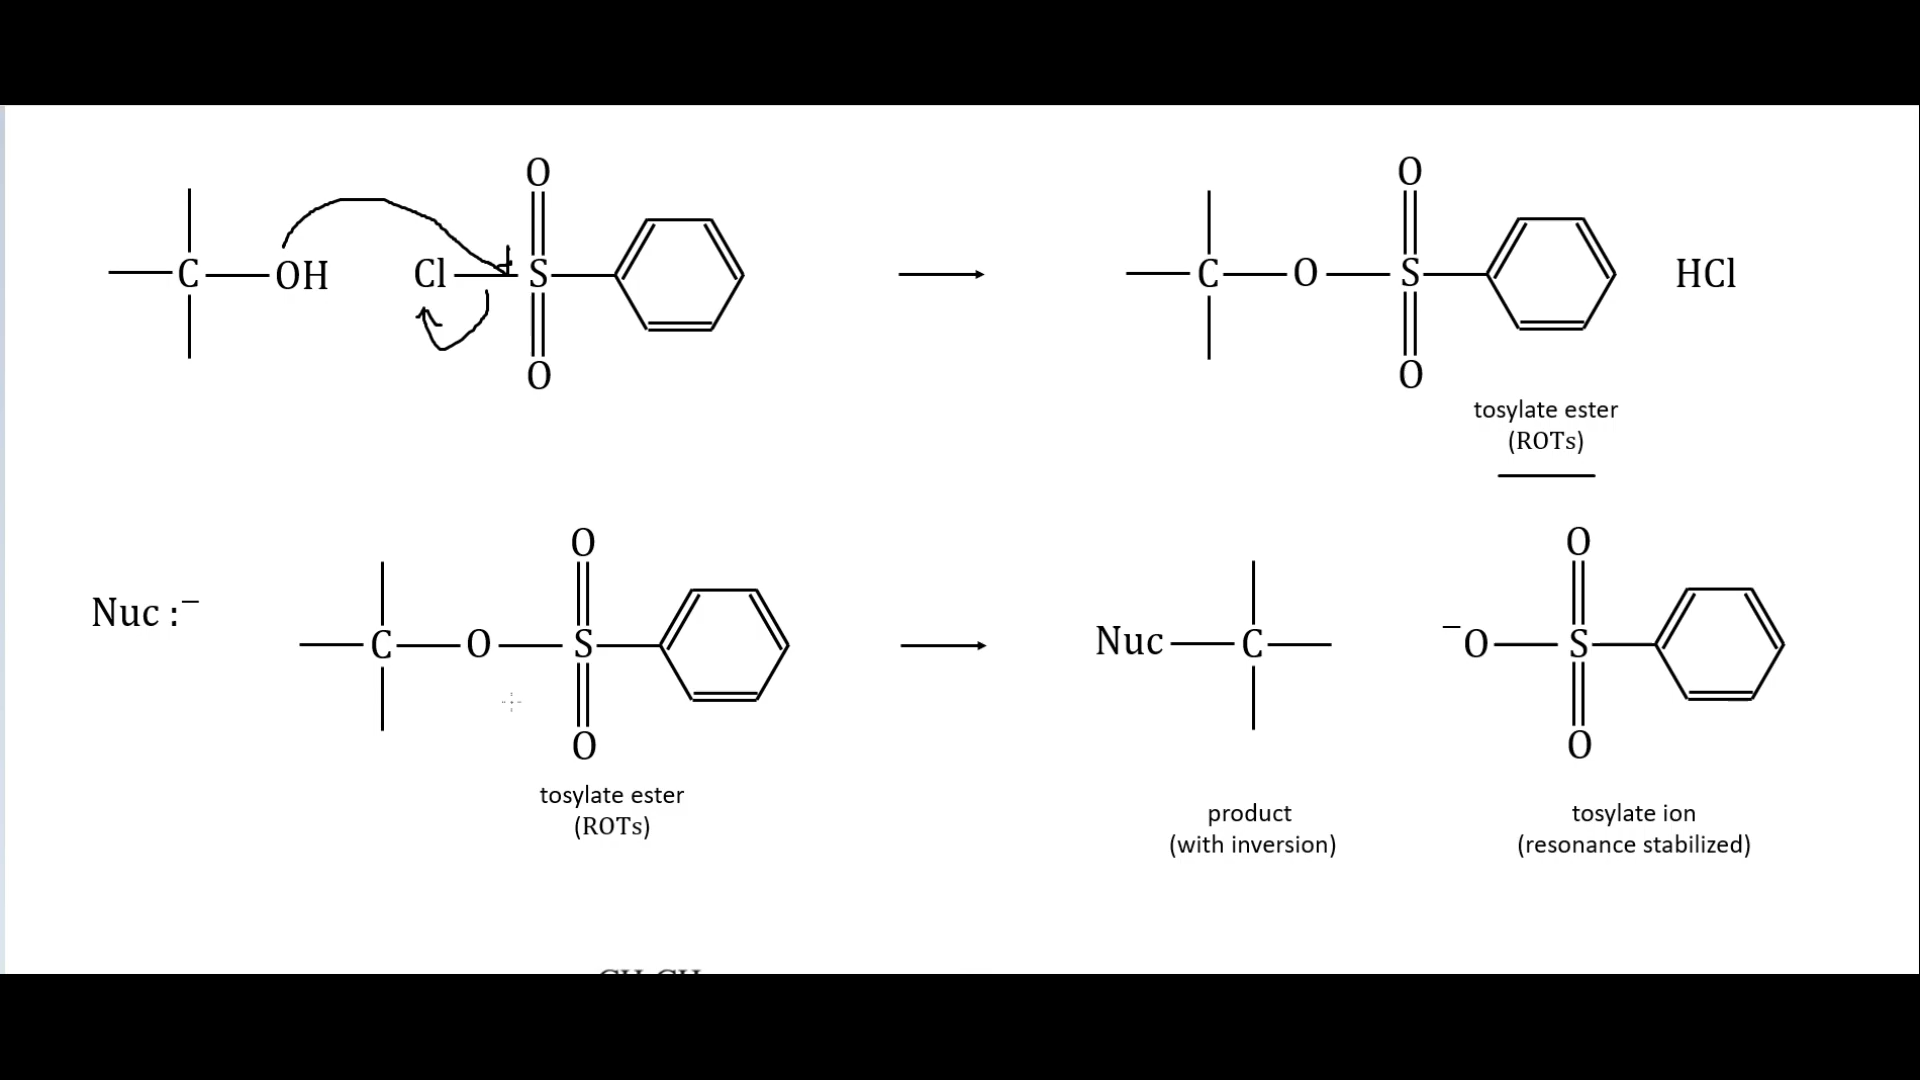 O
O
C
OH
Cl
S
C
O
S
HCl
O
O
tosylate ester
(ROTs)
O
O
Nuc :⁻
C
O
S
Nuc
C
⁻O
S
O
O
tosylate ester
(ROTs)
product
(with inversion)
tosylate ion
(resonance stabilized)